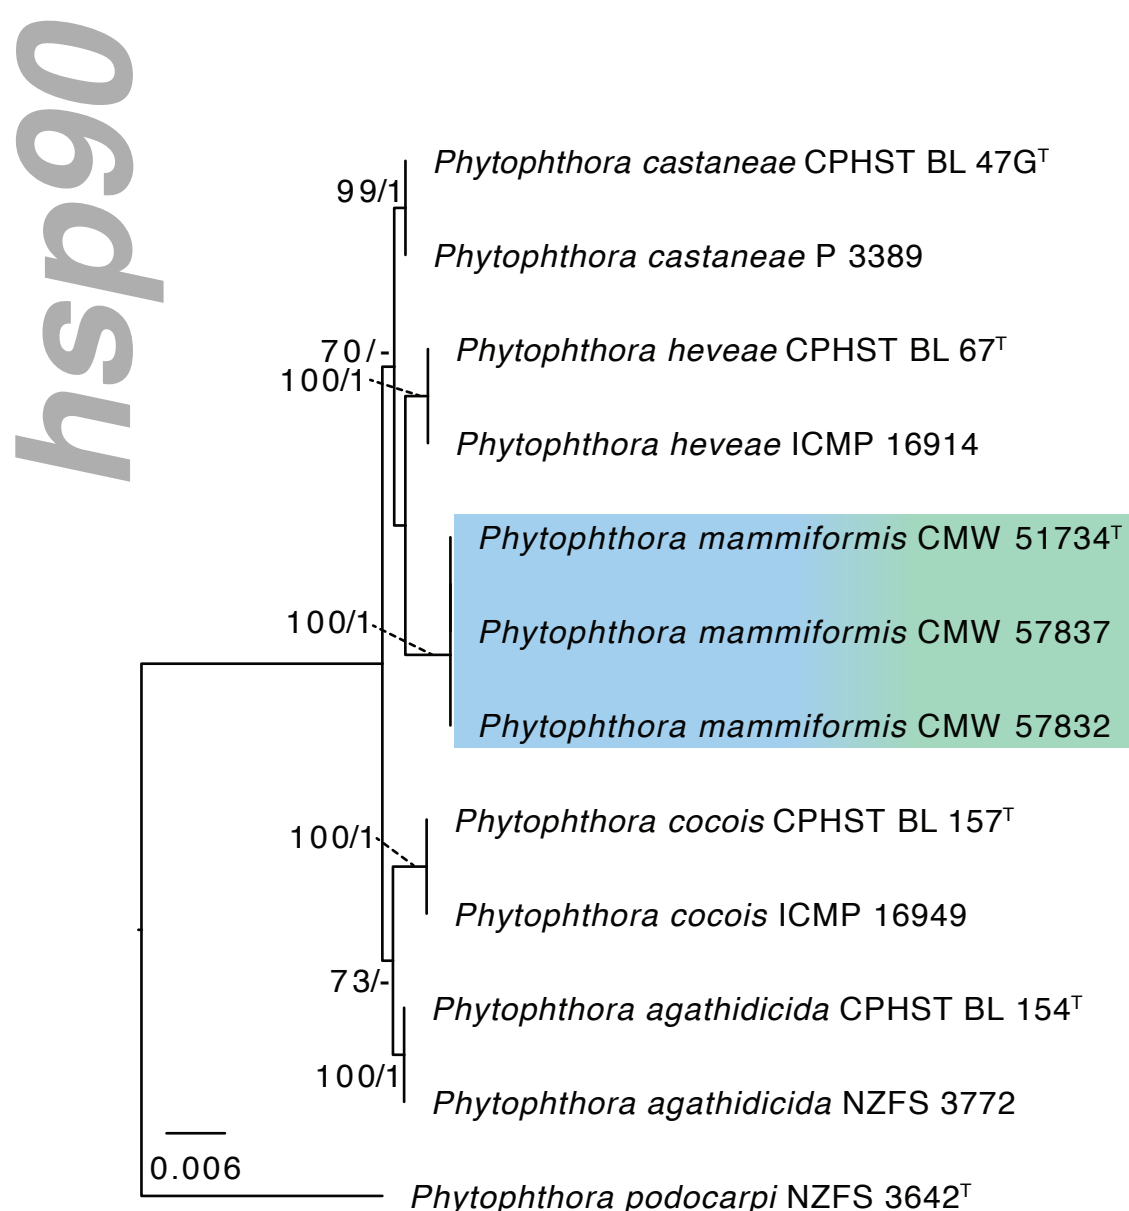 hsp90
Phytophthora castaneae CPHST BL 47Gᵀ
99/1
Phytophthora castaneae P 3389
70/-
Phytophthora heveae CPHST BL 67ᵀ
100/1
Phytophthora heveae ICMP 16914
Phytophthora mammiformis CMW 51734ᵀ
100/1
Phytophthora mammiformis CMW 57837
Phytophthora mammiformis CMW 57832
Phytophthora cocois CPHST BL 157ᵀ
100/1
Phytophthora cocois ICMP 16949
73/-
Phytophthora agathidicida CPHST BL 154ᵀ
100/1
Phytophthora agathidicida NZFS 3772
0.006
Phytophthora podocarpi NZFS 3642ᵀ